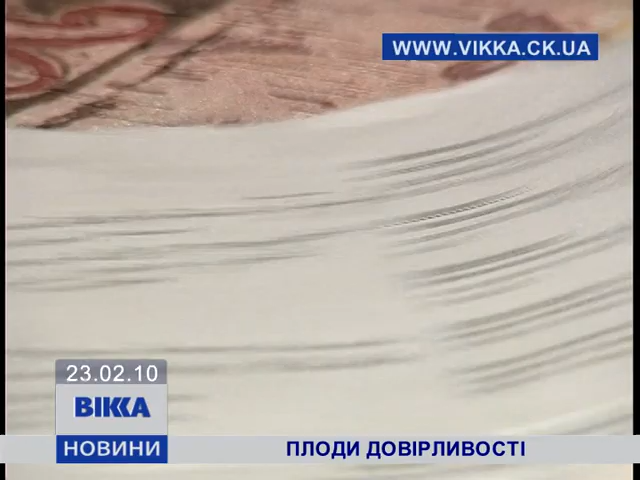 WWW.VIKKA.CK.UA
23.02.10
ВІККА
НОВИНИ
ПЛОДИ ДОВІРЛИВОСТІ